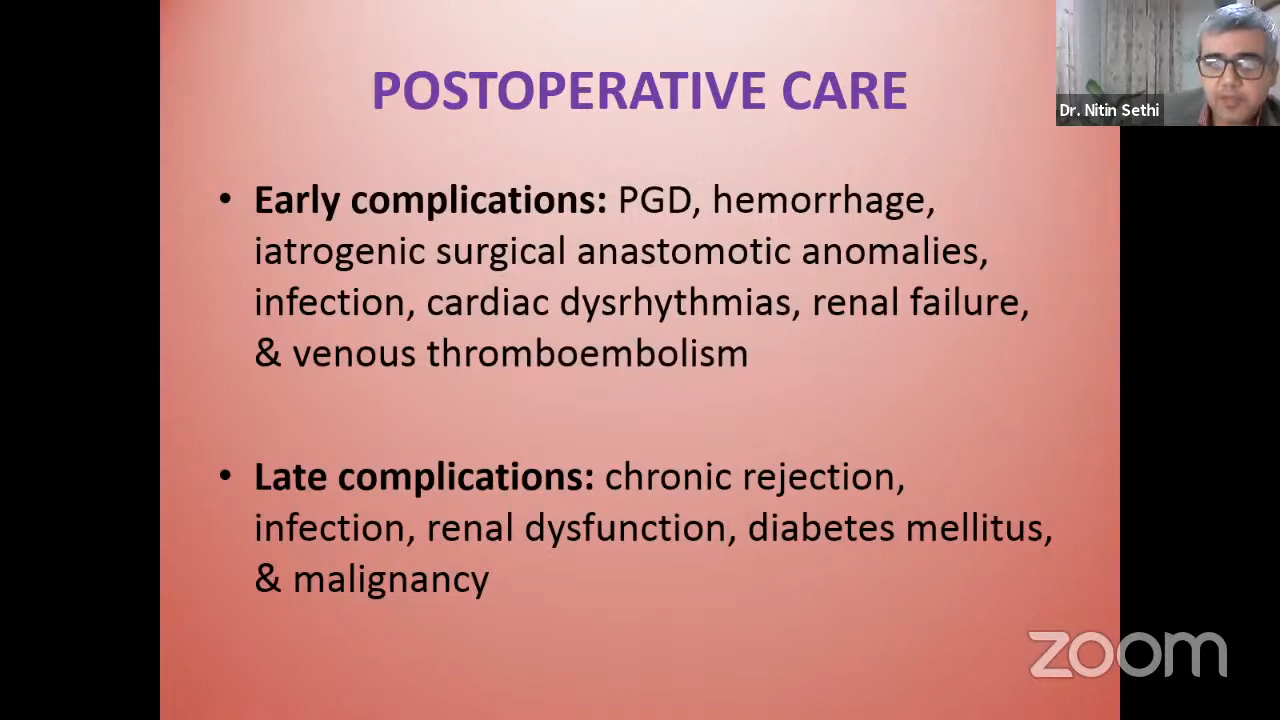 POSTOPERATIVE CARE
Dr. Nitin Sethi
• Early complications: PGD, hemorrhage,
iatrogenic surgical anastomotic anomalies,
infection, cardiac dysrhythmias, renal failure,
& venous thromboembolism
• Late complications: chronic rejection,
infection, renal dysfunction, diabetes mellitus,
& malignancy
zoom